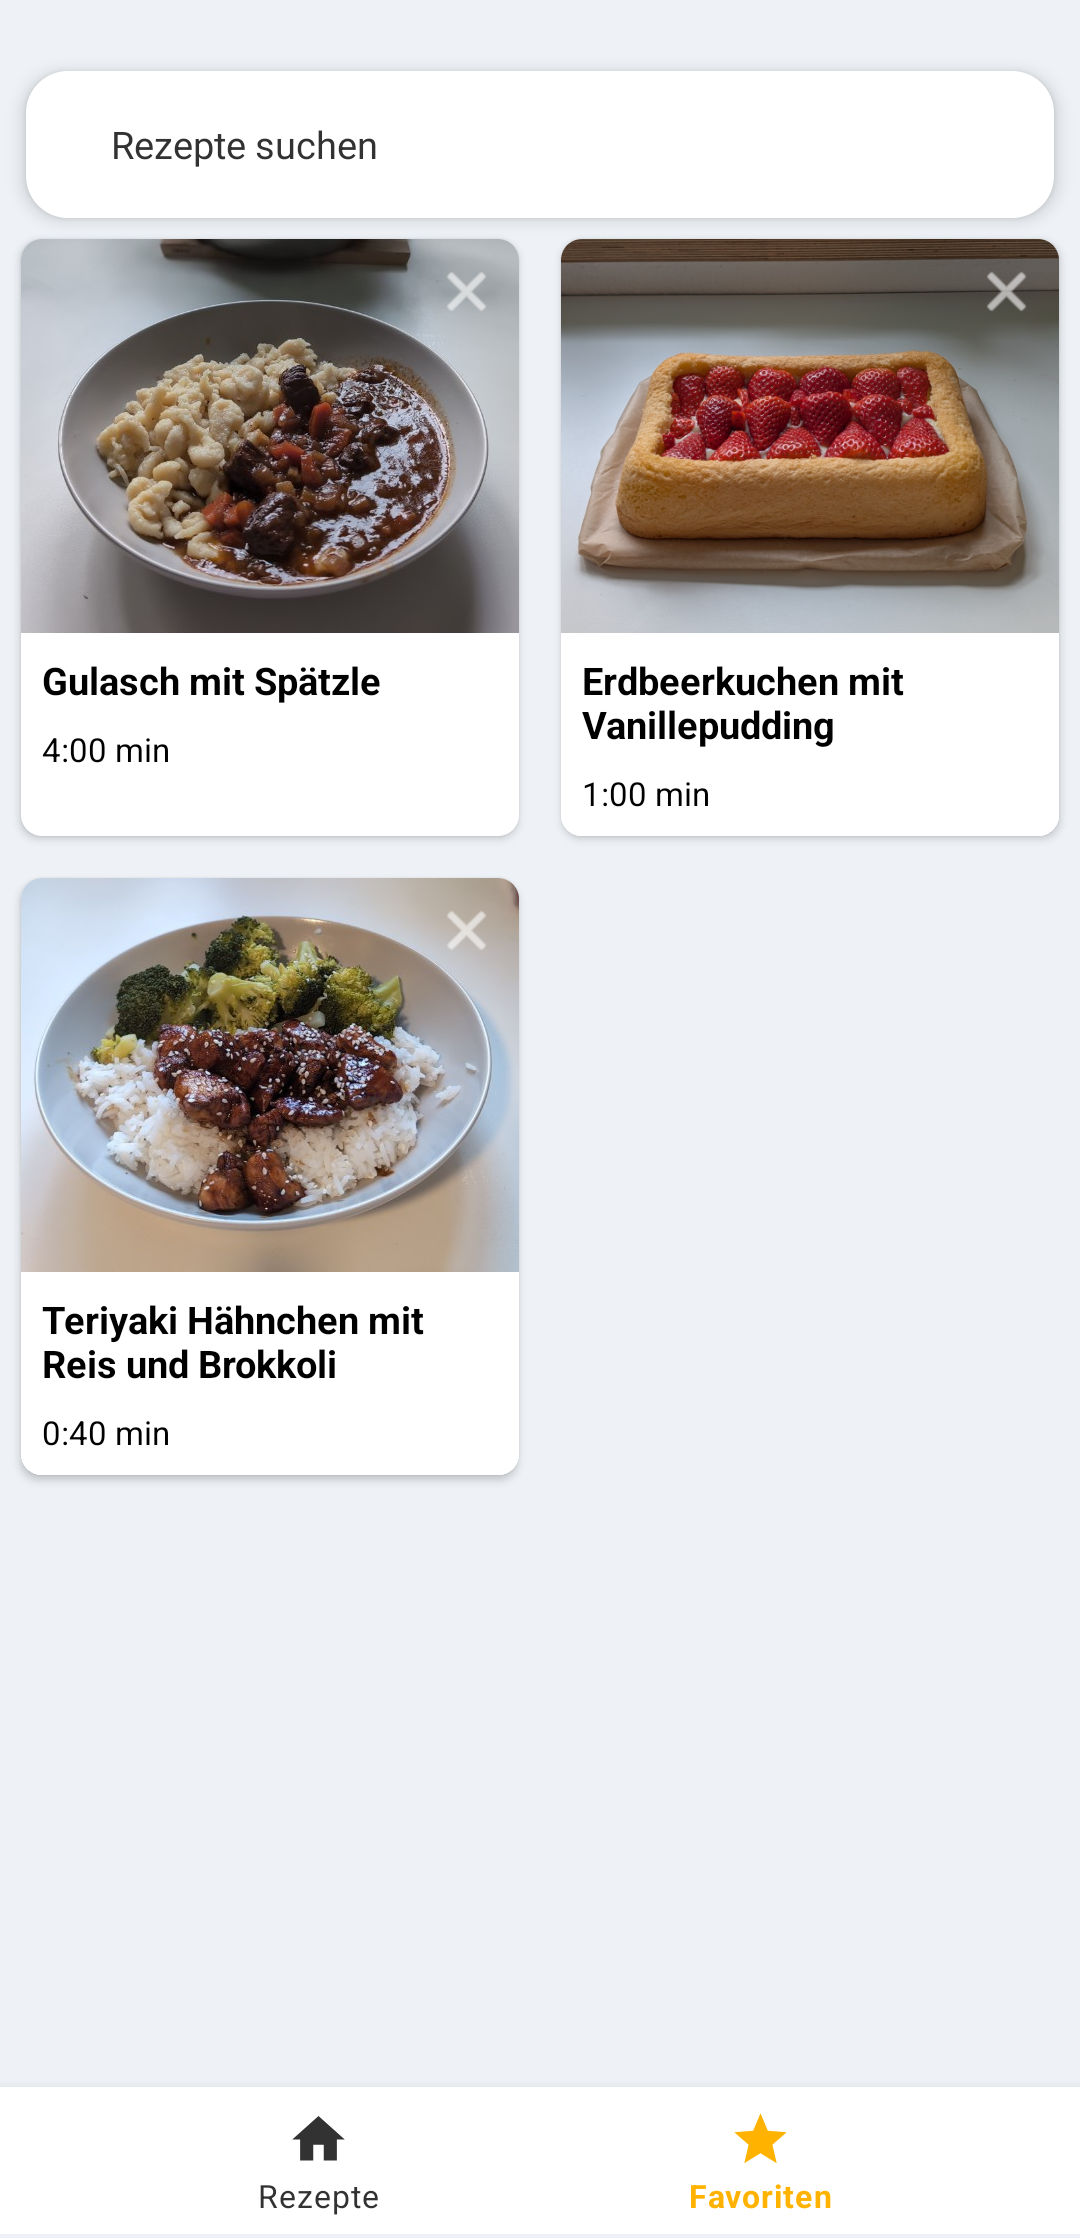 Rezepte suchen
Gulasch mit Spätzle
4:00 min
Erdbeerkuchen mit
Vanillepudding
1:00 min
Teriyaki Hähnchen mit
Reis und Brokkoli
0:40 min
Rezepte
Favoriten